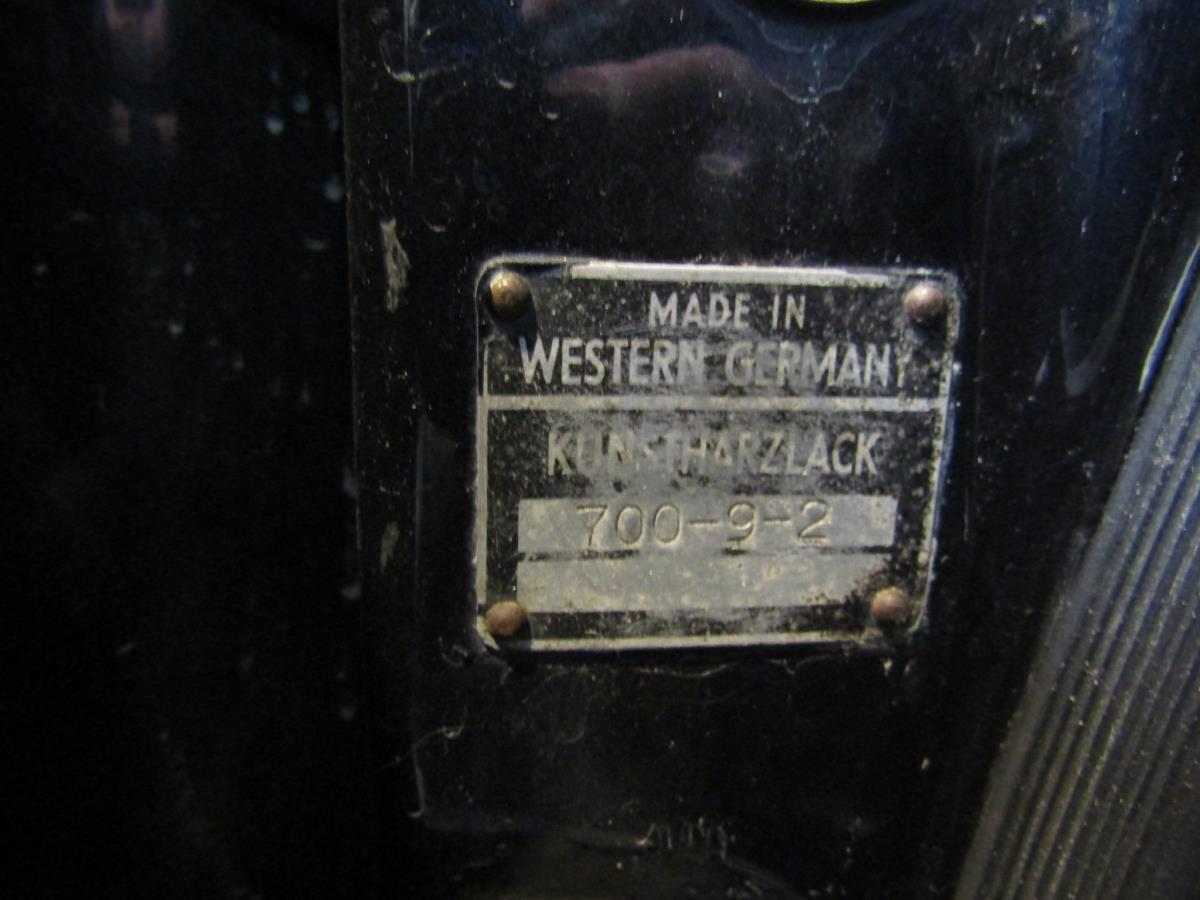 MADE IN
WESTERN GERMANY
KUNSTHARZLACK
700-9-2